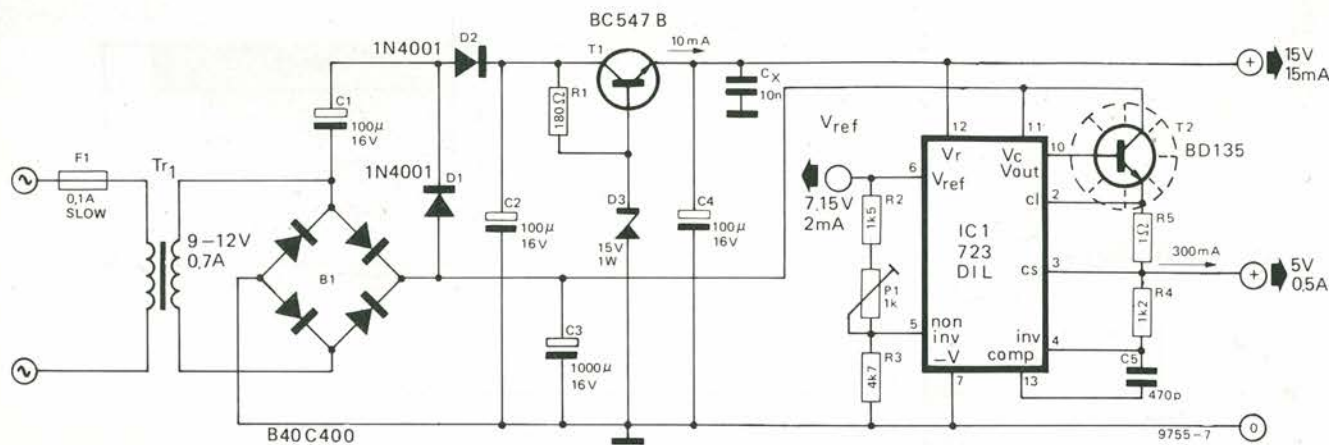 BC547 B
1N4001
D2
T1
10mA
C1
100µ
16V
R1
180Ω
CX
10n
15V
15mA
Vref
12
11
T2
BD135
F1
0,1A
SLOW
Tr1
9–12V
0,7A
1N4001
D1
C2
100µ
16V
D3
15V
1W
C4
100µ
16V
7,15V
2mA
6
R2
1k5
Vr
Vref
Vc
Vout
10
cl
2
IC1
723
DIL
R5
1Ω
300mA
5V
0,5A
B1
P1
1k
cs
3
R4
1k2
5
non
inv
–V
inv
comp
4
C5
470p
C3
1000µ
16V
R3
4k7
7
13
B40C400
9755-7
0